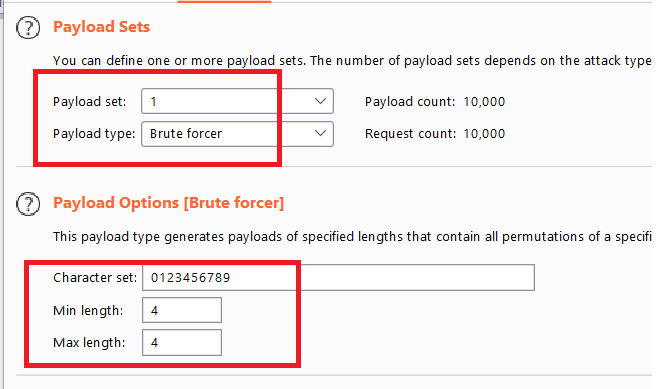 Payload Sets
You can define one or more payload sets. The number of payload sets depends on the attack type
Payload set: 1 Payload count: 10,000
Payload type: Brute forcer Request count: 10,000
Payload Options [Brute forcer]
This payload type generates payloads of specified lengths that contain all permutations of a specifi
Character set: 0123456789
Min length: 4
Max length: 4